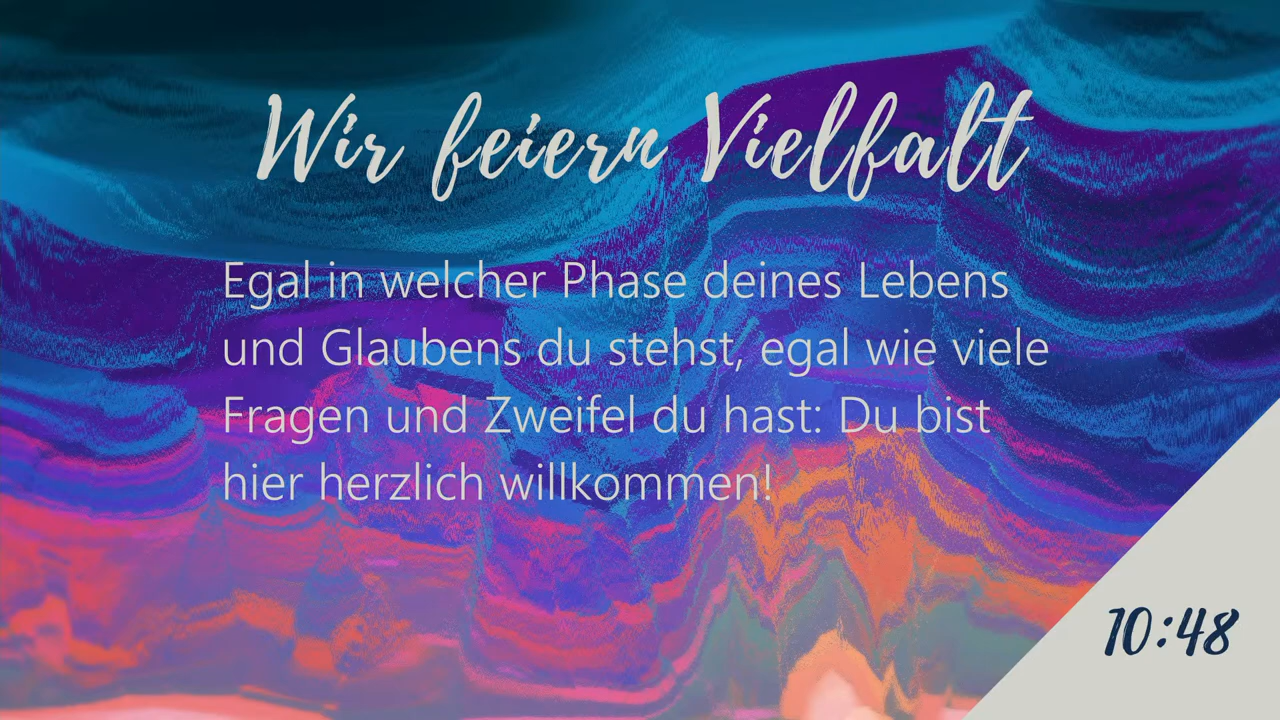 Wir feiern Vielfalt
Egal in welcher Phase deines Lebens
und Glaubens du stehst, egal wie viele
Fragen und Zweifel du hast: Du bist
hier herzlich willkommen!
10:48